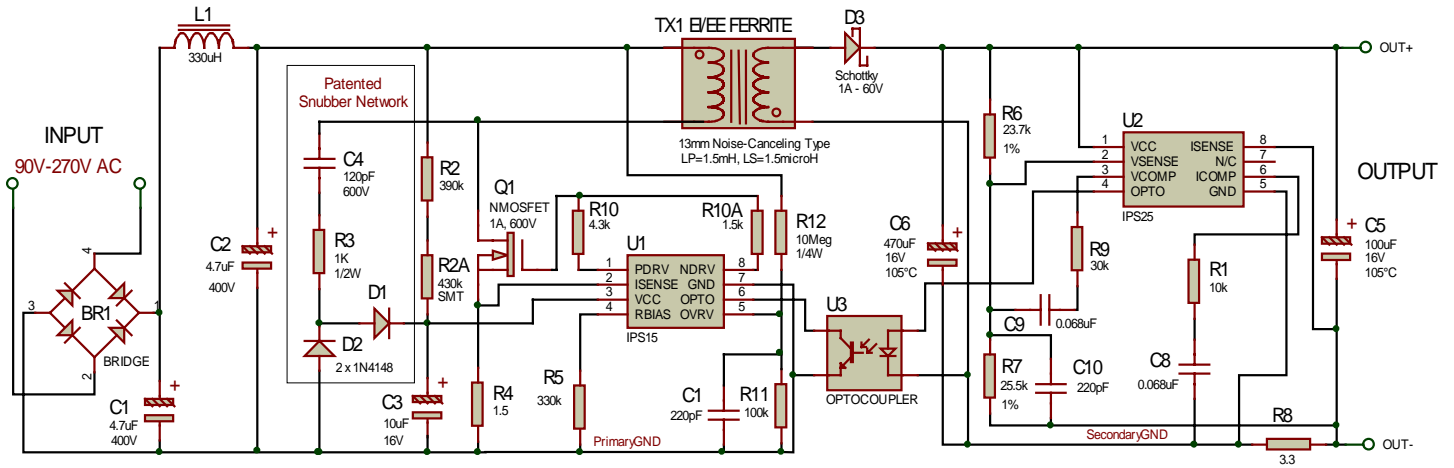 L1
330uH
TX1 EI/EE FERRITE
13mm Noise-Canceling Type
LP=1.5mH, LS=1.5microH
D3
Schottky
1A - 60V
OUT+
Patented
Snubber Network
INPUT
90V-270V AC
C4
120pF
600V
R3
1K
1/2W
D1
D2
2 x 1N4148
C2
4.7uF
400V
4
3
1
2
BR1
BRIDGE
C1
4.7uF
400V
R2
390k
R2A
430k
SMT
C3
10uF
16V
Q1
NMOSFET
1A, 600V
R4
1.5
R10
4.3k
R10A
1.5k
R12
10Meg
1/4W
U1
1 PDRV NDRV 8
2 ISENSE GND 7
3 VCC OPTO 6
4 RBIAS OVRV 5
IPS15
R5
330k
PrimaryGND
C1
220pF
R11
100k
U3
OPTOCOUPLER
C6
470uF
16V
105°C
R6
23.7k
1%
U2
1 VCC ISENSE 8
2 VSENSE N/C 7
3 VCOMP ICOMP 6
4 OPTO GND 5
IPS25
R9
30k
C9
0.068uF
R7
25.5k
1%
C10
220pF
R1
10k
C8
0.068uF
SecondaryGND
R8
3.3
OUTPUT
C5
100uF
16V
105°C
OUT-